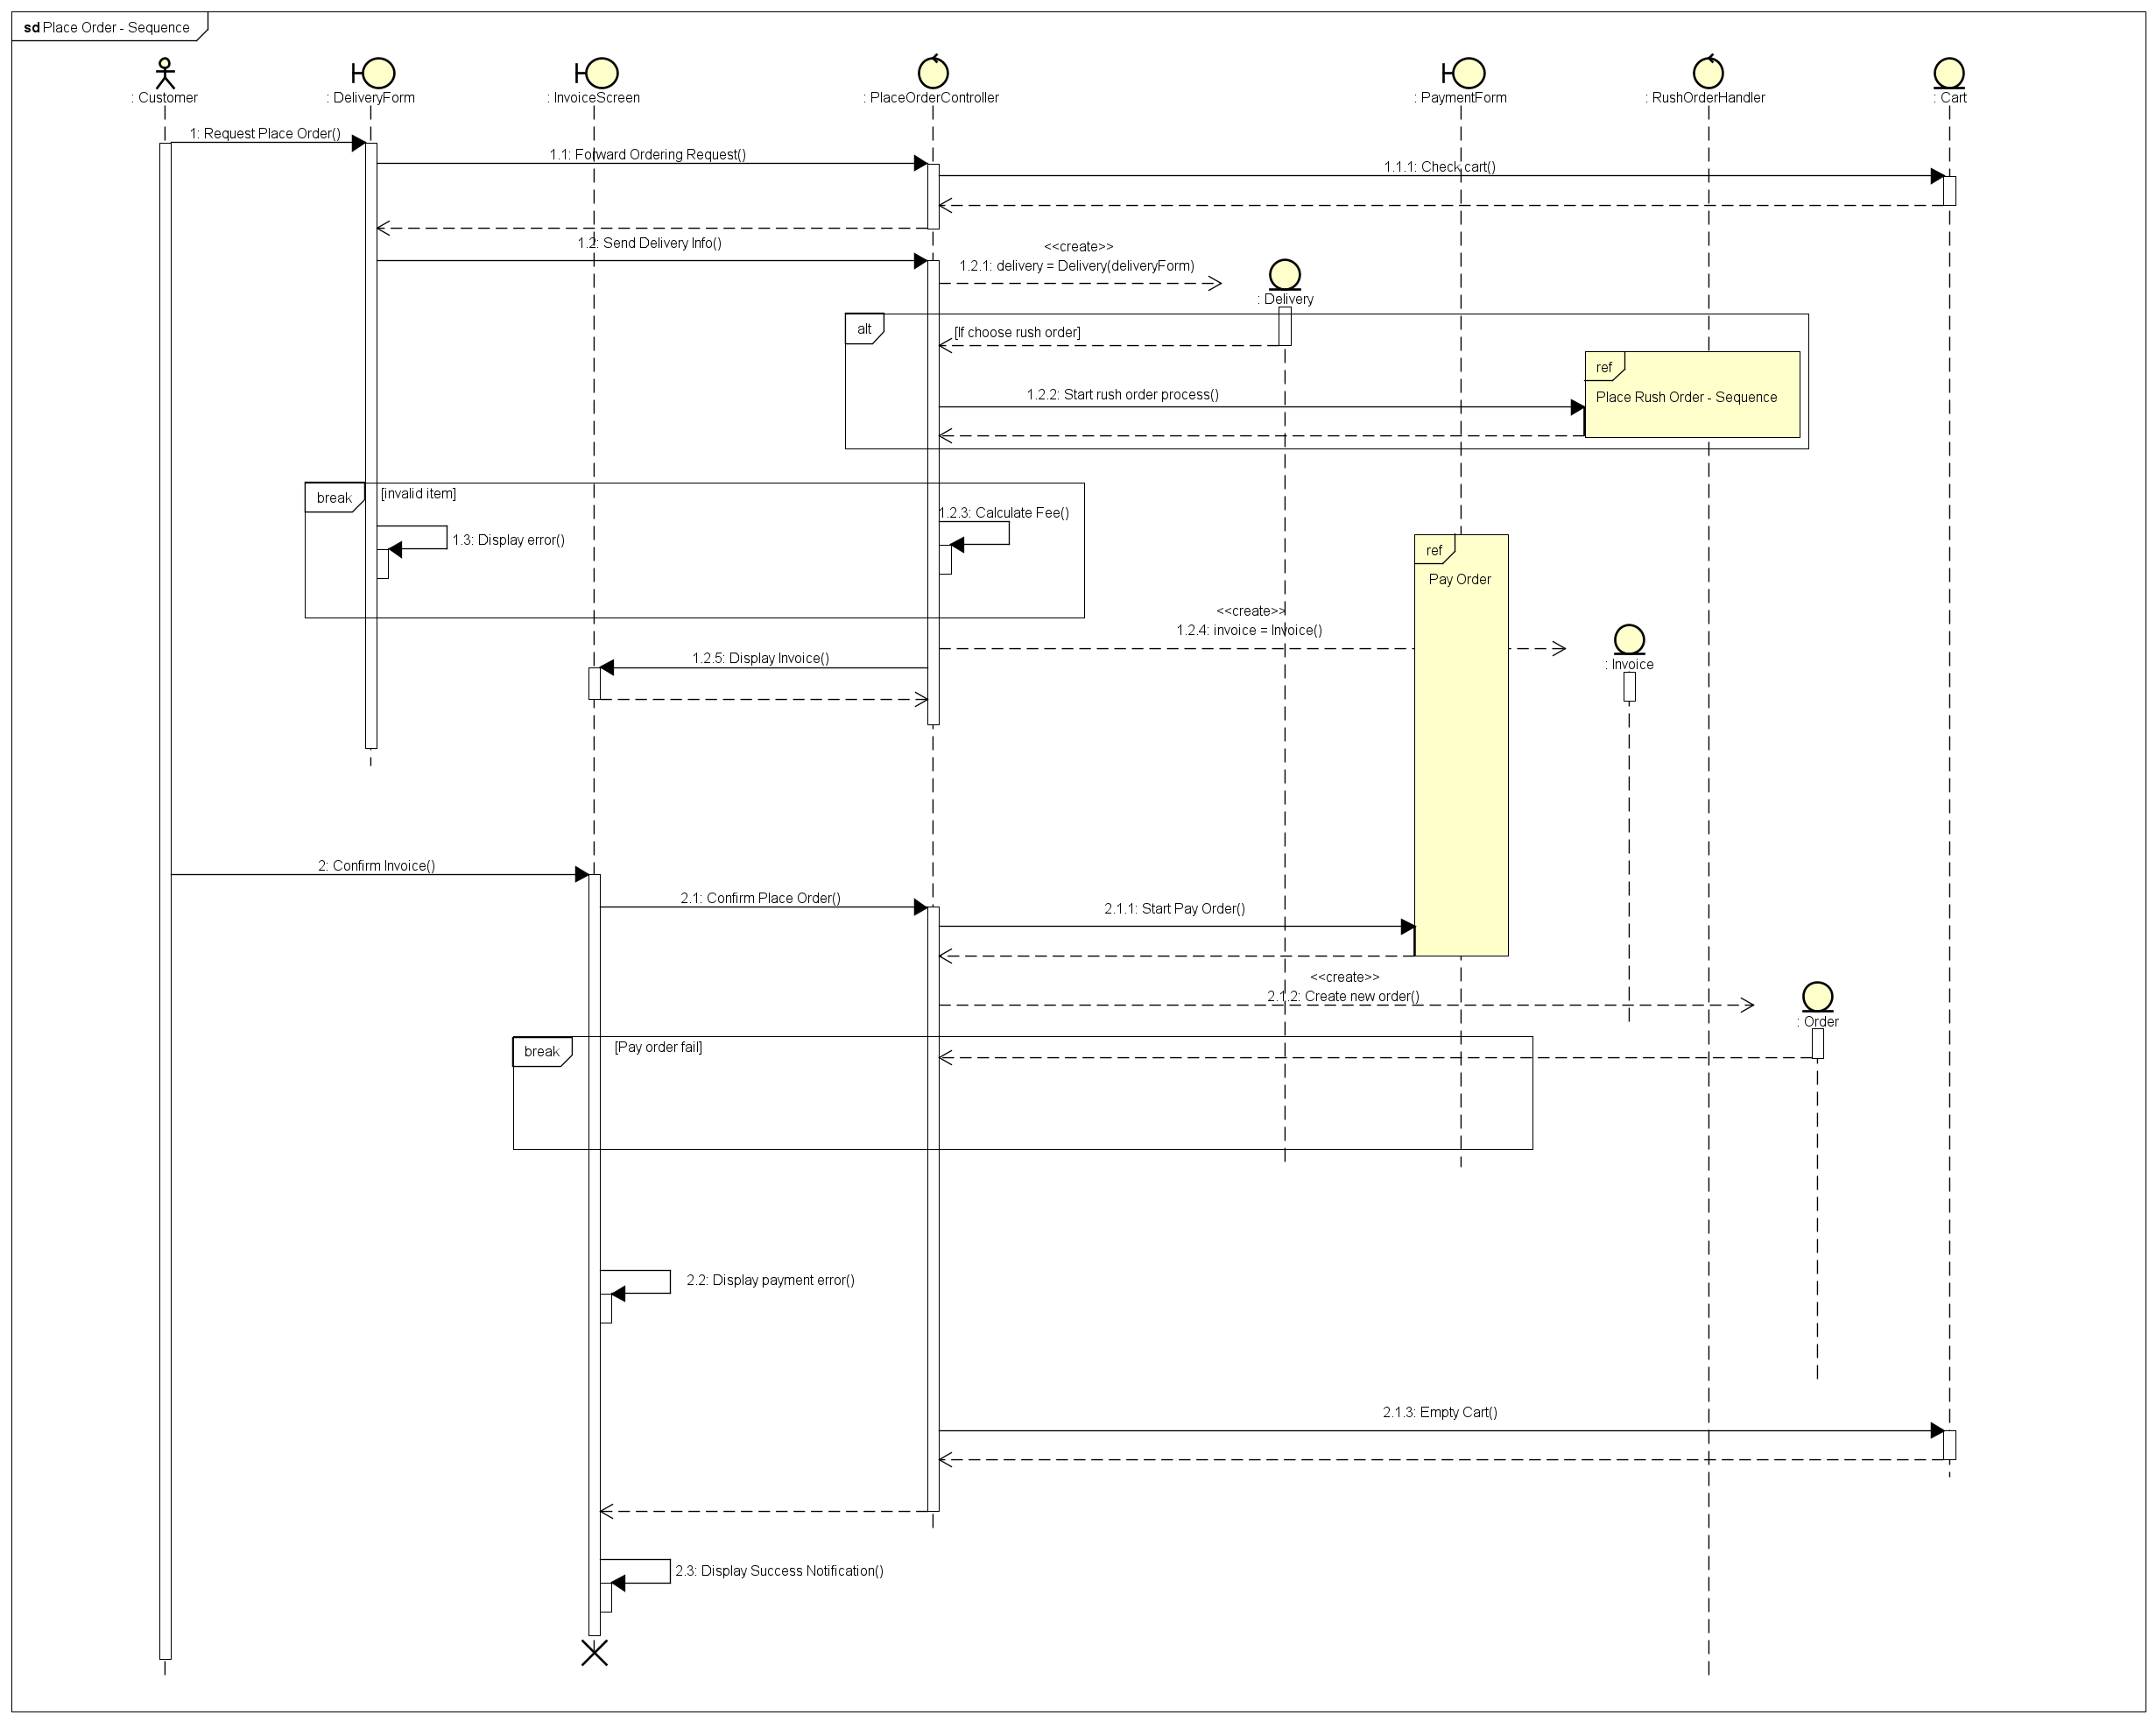 sd Place Order - Sequence
: Customer
: DeliveryForm
: InvoiceScreen
: PlaceOrderController
: PaymentForm
: RushOrderHandler
: Cart
1: Request Place Order()
1.1: Forward Ordering Request()
1.1.1: Check cart()
1.2: Send Delivery Info()
<<create>>
1.2.1: delivery = Delivery(deliveryForm)
: Delivery
alt
[If choose rush order]
ref
Place Rush Order - Sequence
1.2.2: Start rush order process()
break
[invalid item]
1.2.3: Calculate Fee()
1.3: Display error()
ref
Pay Order
<<create>>
1.2.4: invoice = Invoice()
: Invoice
1.2.5: Display Invoice()
2: Confirm Invoice()
2.1: Confirm Place Order()
2.1.1: Start Pay Order()
<<create>>
2.1.2: Create new order()
: Order
break
[Pay order fail]
2.2: Display payment error()
2.1.3: Empty Cart()
2.3: Display Success Notification()